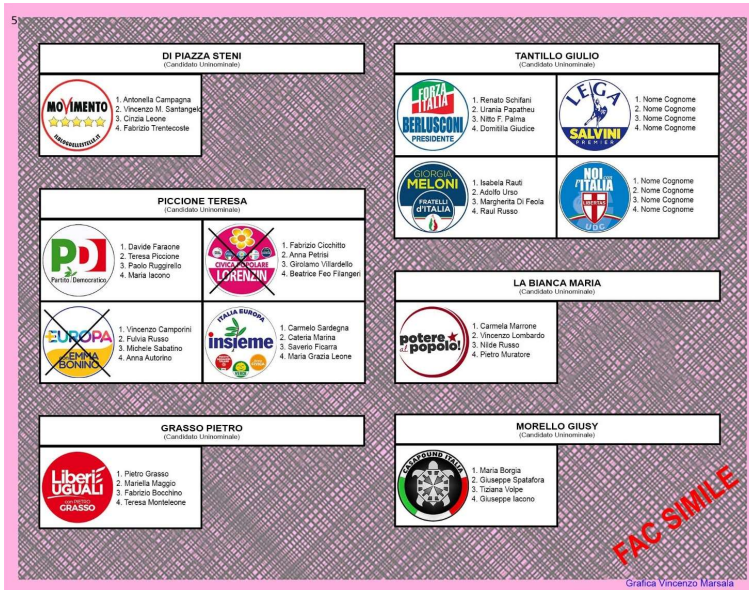 5
DI PIAZZA STENI
(Candidato Uninominale)
MOVIMENTO
ILBLOGDELLESTELLE.IT
1. Antonella Campagna
2. Vincenzo M. Santangelo
3. Cinzia Leone
4. Fabrizio Trentecoste
PICCIONE TERESA
(Candidato Uninominale)
PD
Partito Democratico
1. Davide Faraone
2. Teresa Piccione
3. Paolo Ruggirello
4. Maria Iacono
CIVICA POPOLARE
LORENZIN
1. Fabrizio Cicchitto
2. Anna Petrisi
3. Girolamo Villardello
4. Beatrice Feo Filangeri
+EUROPA
EMMA
BONINO
1. Vincenzo Camporini
2. Fulvia Russo
3. Michele Sabatino
4. Anna Autorino
ITALIA EUROPA
insieme
1. Carmelo Sardegna
2. Cateria Marina
3. Saverio Ficarra
4. Maria Grazia Leone
GRASSO PIETRO
(Candidato Uninominale)
Liberi E
UGUALI
con PIETRO
GRASSO
1. Pietro Grasso
2. Mariella Maggio
3. Fabrizio Bocchino
4. Teresa Monteleone
TANTILLO GIULIO
(Candidato Uninominale)
FORZA
ITALIA
BERLUSCONI
PRESIDENTE
1. Renato Schifani
2. Urania Papatheu
3. Nitto F. Palma
4. Domitilla Giudice
LEGA
SALVINI
PREMIER
1. Nome Cognome
2. Nome Cognome
3. Nome Cognome
4. Nome Cognome
GIORGIA
MELONI
FRATELLI
d'ITALIA
1. Isabela Rauti
2. Adolfo Urso
3. Margherita Di Feola
4. Raul Russo
NOI con
l'ITALIA
LIBERTAS
UDC
1. Nome Cognome
2. Nome Cognome
3. Nome Cognome
4. Nome Cognome
LA BIANCA MARIA
(Candidato Uninominale)
potere
al popolo!
1. Carmela Marrone
2. Vincenzo Lombardo
3. Nilde Russo
4. Pietro Muratore
MORELLO GIUSY
(Candidato Uninominale)
CASAPOUND ITALIA
1. Maria Borgia
2. Giuseppe Spatafora
3. Tiziana Volpe
4. Giuseppe Iacono
FAC SIMILE
Grafica Vincenzo Marsala